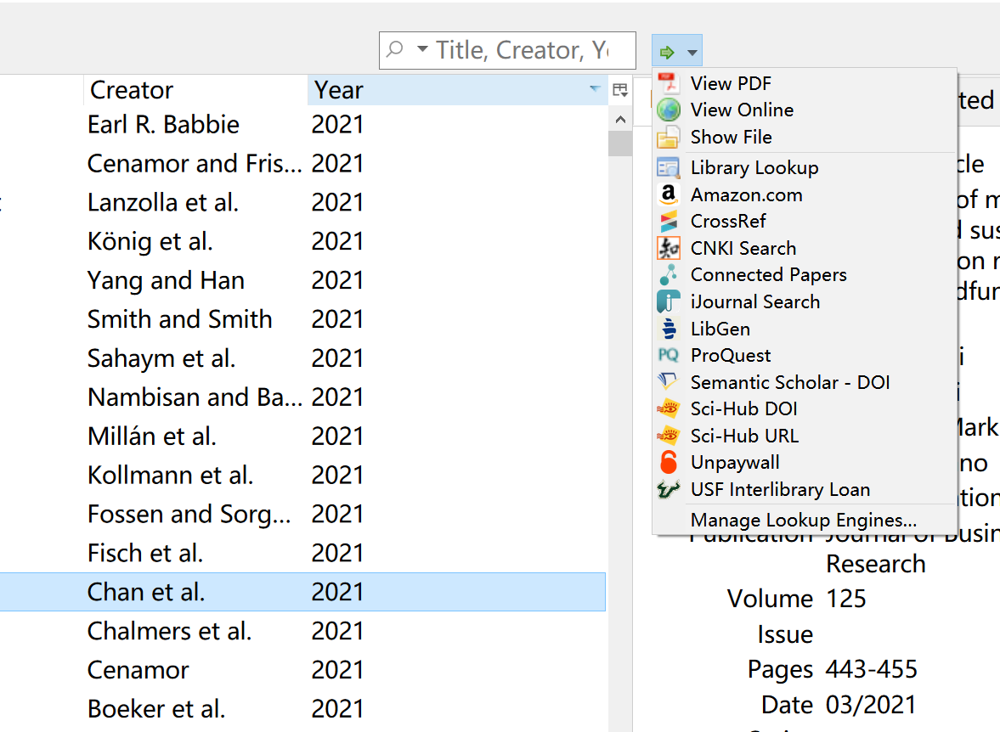 Title, Creator, Ye
Creator Year
Earl R. Babbie 2021
Cenamor and Fris... 2021
Lanzolla et al. 2021
König et al. 2021
Yang and Han 2021
Smith and Smith 2021
Sahaym et al. 2021
Nambisan and Ba... 2021
Millán et al. 2021
Kollmann et al. 2021
Fossen and Sorg... 2021
Fisch et al. 2021
Chan et al. 2021
Chalmers et al. 2021
Cenamor 2021
Boeker et al. 2021
View PDF
View Online
Show File
Library Lookup
Amazon.com
CrossRef
知
CNKI Search
Connected Papers
iJournal Search
LibGen
PQ
ProQuest
Semantic Scholar - DOI
Sci-Hub DOI
Sci-Hub URL
Unpaywall
USF Interlibrary Loan
Manage Lookup Engines...
ted
cle
of m
d sus
on r
dfun
i
i
Mark
no
tion
Publication Journal of Busin
Research
Volume 125
Issue
Pages 443-455
Date 03/2021